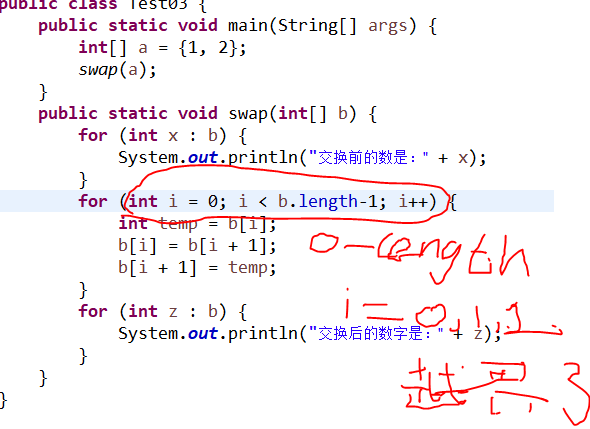 public class Test03 {
public static void main(String[] args) {
int[] a = {1, 2};
swap(a);
}
public static void swap(int[] b) {
for (int x : b) {
System.out.println("交换前的数是：" + x);
}
for (int i = 0; i < b.length-1; i++) {
int temp = b[i];
b[i] = b[i + 1];
b[i + 1] = temp;
}
for (int z : b) {
System.out.println("交换后的数字是：" + z);
}
}
}
0-length
i=0,1,1
越界了